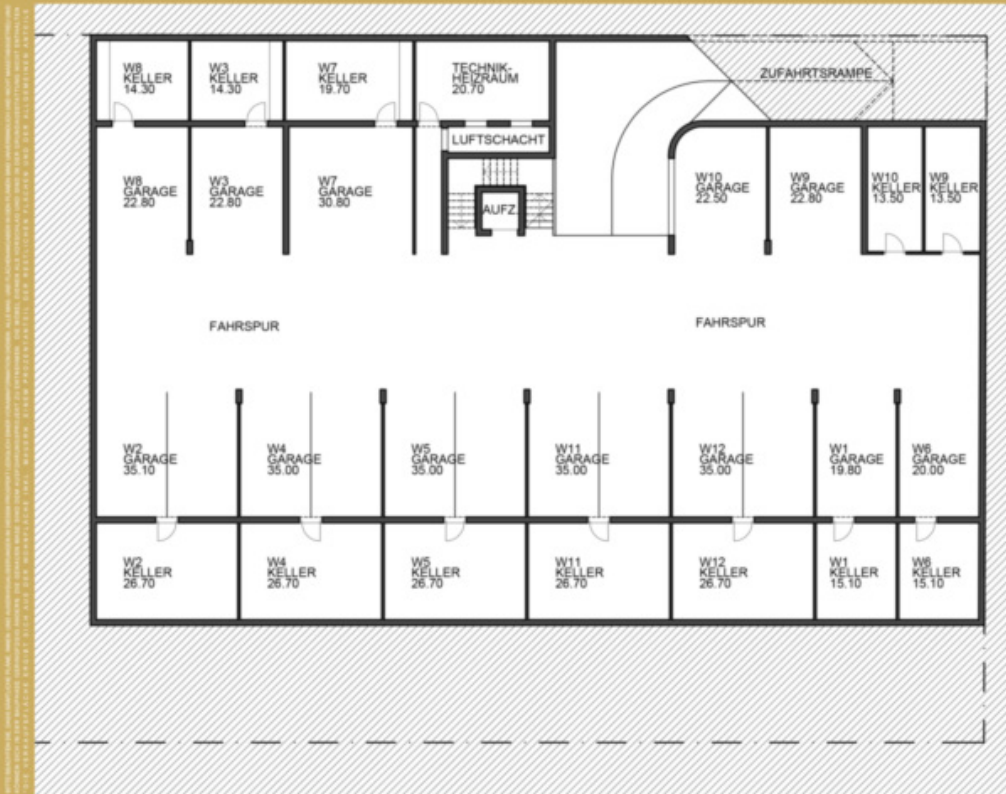 W8
KELLER
14.30
W3
KELLER
14.30
W7
KELLER
19.70
TECHNIK-
HEIZRAUM
20.70
ZUFAHRTSRAMPE
LUFTSCHACHT
W8
GARAGE
22.80
W3
GARAGE
22.80
W7
GARAGE
30.80
AUFZ.
W10
GARAGE
22.50
W9
GARAGE
22.80
W10
KELLER
13.50
W9
KELLER
13.50
FAHRSPUR
FAHRSPUR
W2
GARAGE
35.10
W4
GARAGE
35.00
W5
GARAGE
35.00
W11
GARAGE
35.00
W12
GARAGE
35.00
W1
GARAGE
19.80
W6
GARAGE
20.00
W2
KELLER
26.70
W4
KELLER
26.70
W5
KELLER
26.70
W11
KELLER
26.70
W12
KELLER
26.70
W1
KELLER
15.10
W6
KELLER
15.10